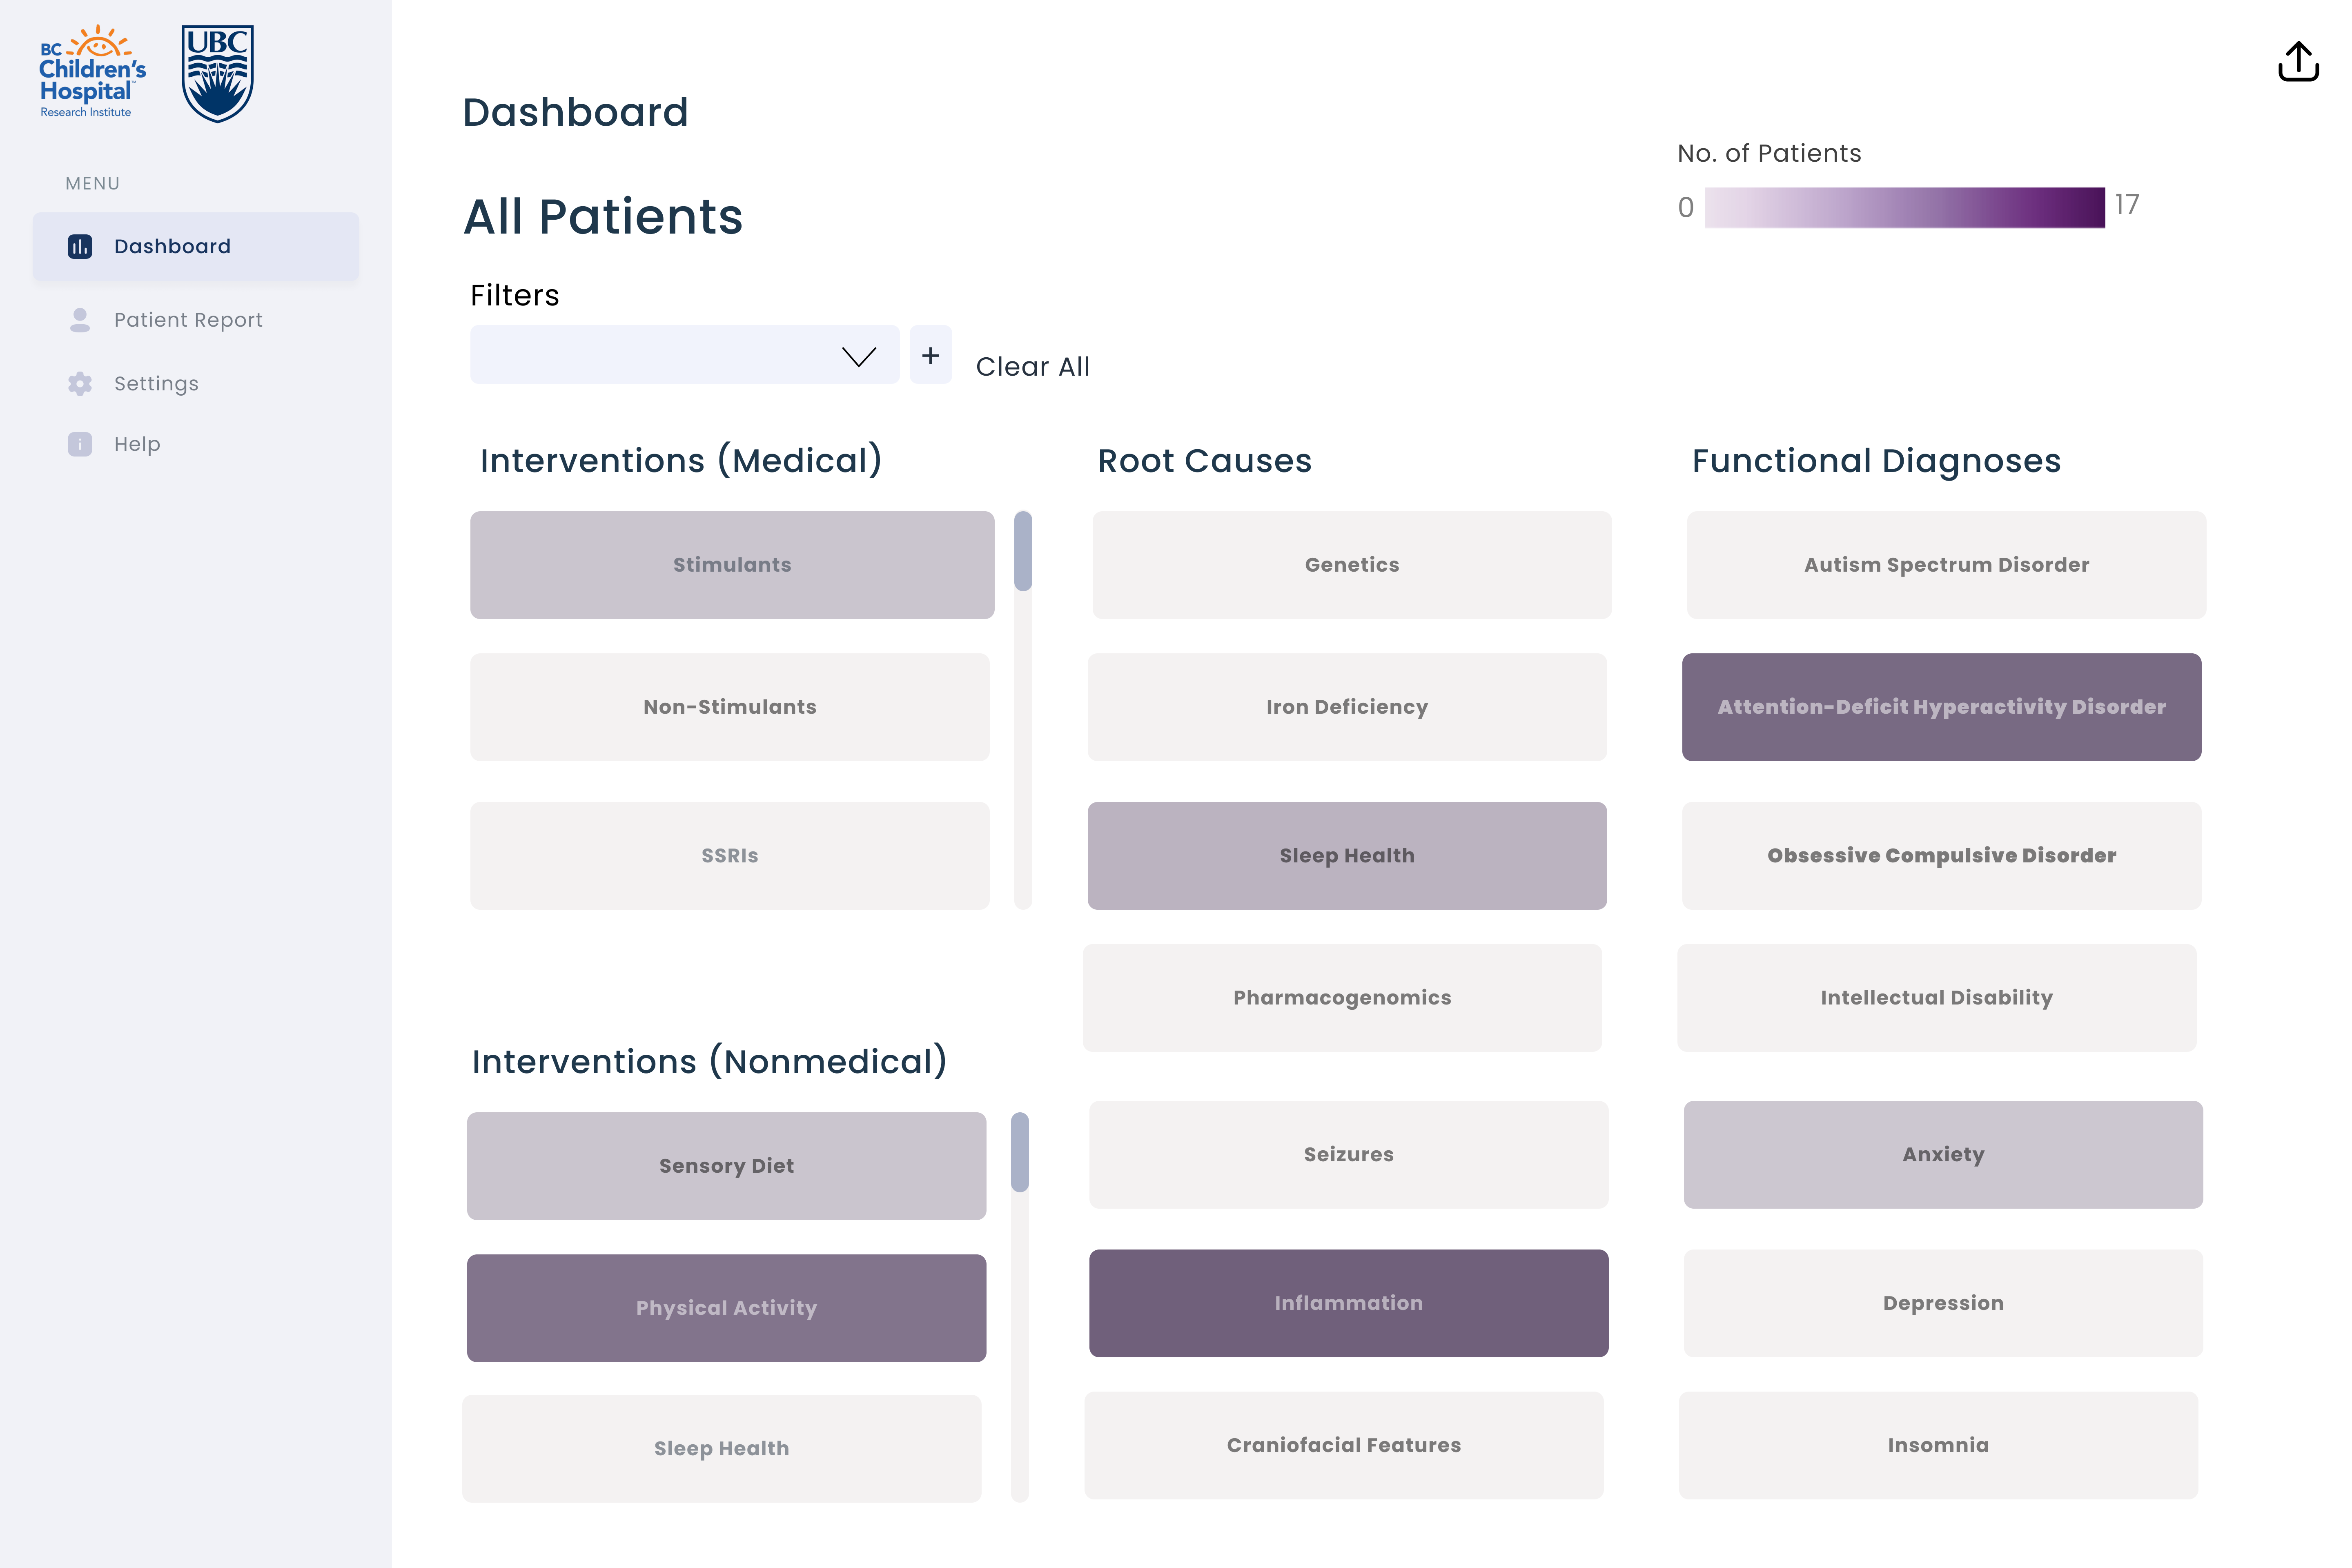 BC
Children's
Hospital™
Research Institute
UBC
MENU
Dashboard
Patient Report
Settings
Help
Dashboard
All Patients
No. of Patients
0
17
Filters
+
Clear All
Interventions (Medical)
Stimulants
Non-Stimulants
SSRIs
Interventions (Nonmedical)
Sensory Diet
Physical Activity
Sleep Health
Root Causes
Genetics
Iron Deficiency
Sleep Health
Pharmacogenomics
Seizures
Inflammation
Craniofacial Features
Functional Diagnoses
Autism Spectrum Disorder
Attention-Deficit Hyperactivity Disorder
Obsessive Compulsive Disorder
Intellectual Disability
Anxiety
Depression
Insomnia